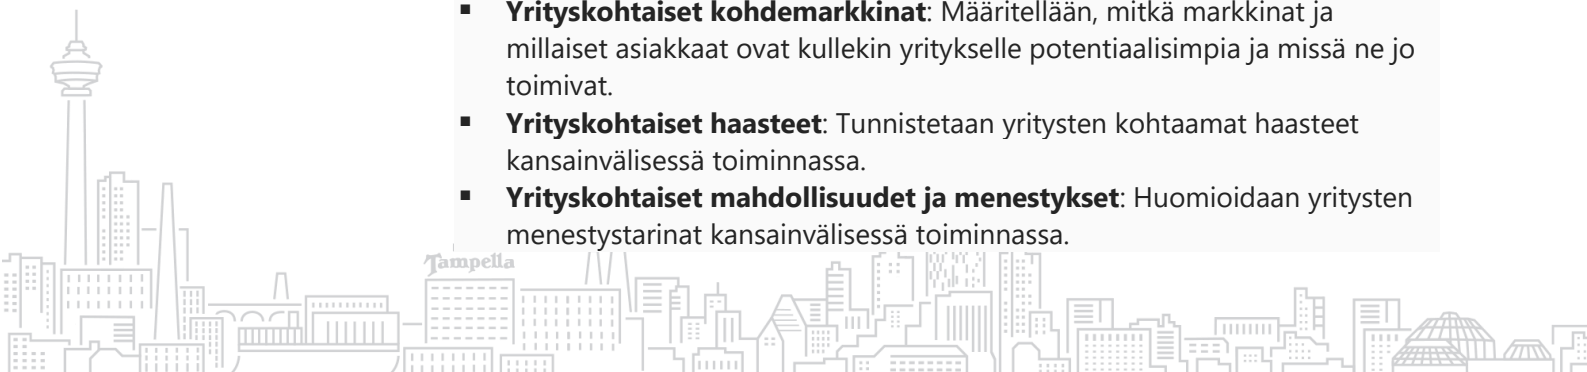 ▪ Yrityskohtaiset kohdemarkkinat: Määritellään, mitkä markkinat ja
millaiset asiakkaat ovat kullekin yritykselle potentiaalisimpia ja missä ne jo
toimivat.
▪ Yrityskohtaiset haasteet: Tunnistetaan yritysten kohtaamat haasteet
kansainvälisessä toiminnassa.
▪ Yrityskohtaiset mahdollisuudet ja menestykset: Huomioidaan yritysten
menestystarinat kansainvälisessä toiminnassa.
Tampella